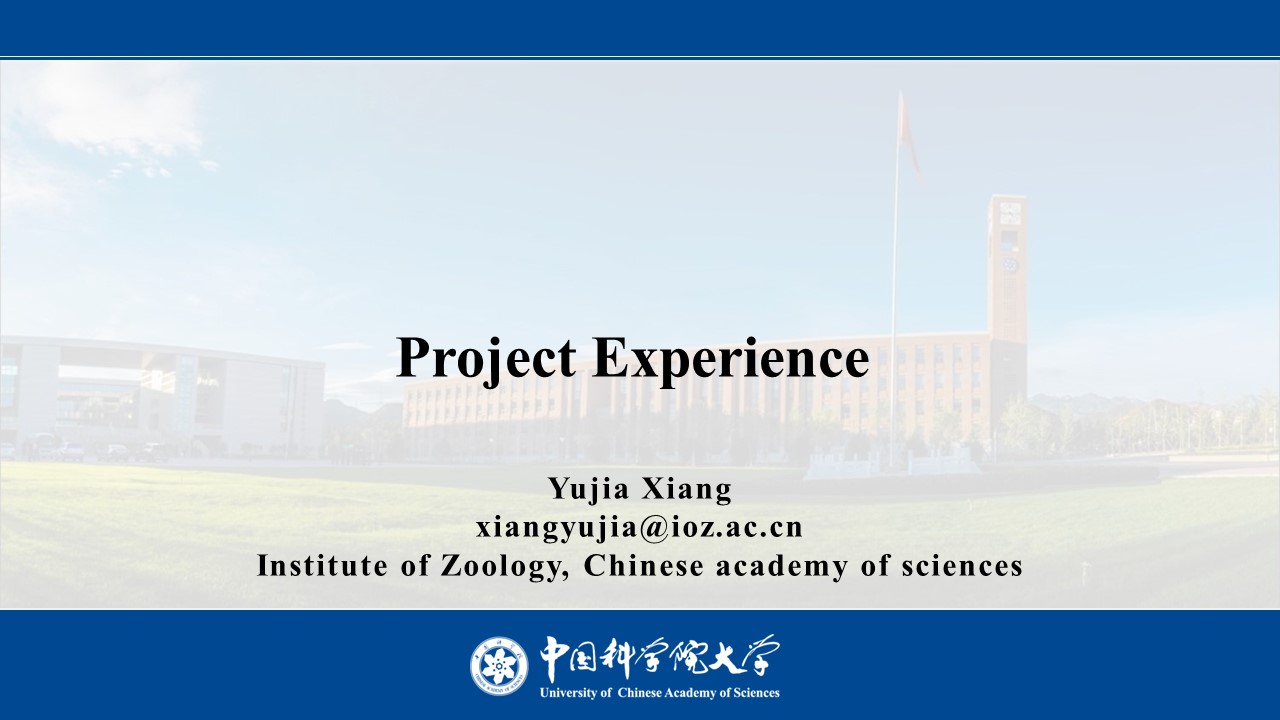 Project Experience
Yujia Xiang
xiangyujia@ioz.ac.cn
Institute of Zoology, Chinese academy of sciences
中国科学院大学
University of Chinese Academy of Sciences